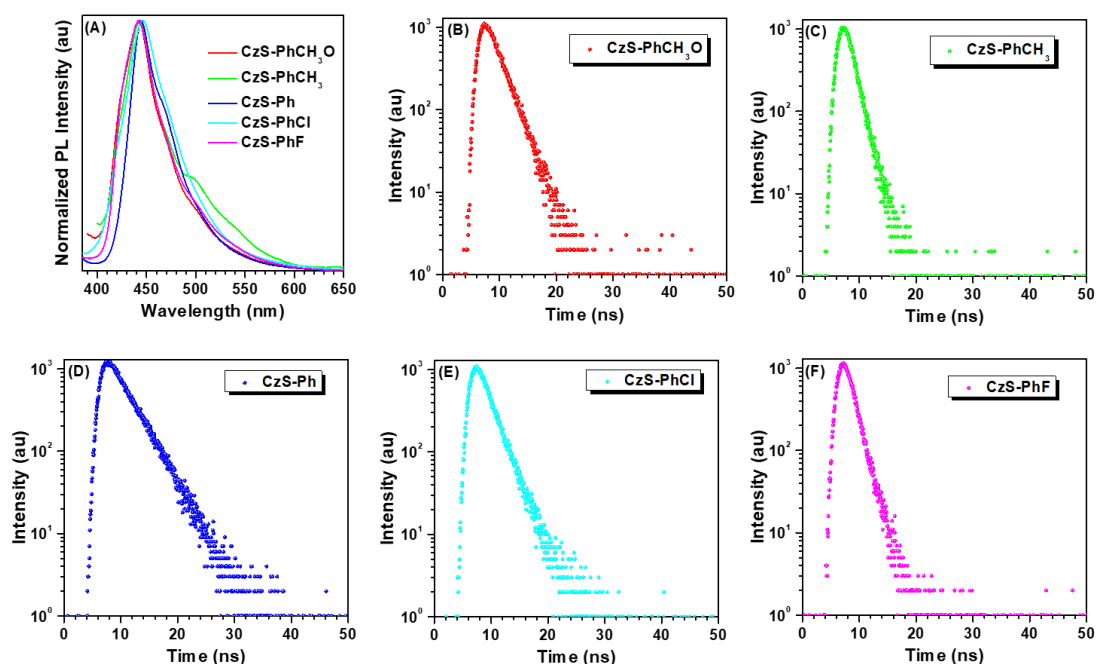 (A)
CzS-PhCH₃O
CzS-PhCH₃
CzS-Ph
CzS-PhCl
CzS-PhF
Normalized PL Intensity (au)
400 450 500 550 600 650
Wavelength (nm)
(B)
CzS-PhCH₃O
Intensity (au)
10³
10²
10¹
10⁰
0 10 20 30 40 50
Time (ns)
(C)
CzS-PhCH₃
Intensity (au)
10³
10²
10¹
10⁰
0 10 20 30 40 50
Time (ns)
(D)
CzS-Ph
Intensity (au)
10³
10²
10¹
10⁰
0 10 20 30 40 50
Time (ns)
(E)
CzS-PhCl
Intensity (au)
10³
10²
10¹
10⁰
0 10 20 30 40 50
Time (ns)
(F)
CzS-PhF
Intensity (au)
10³
10²
10¹
10⁰
0 10 20 30 40 50
Time (ns)